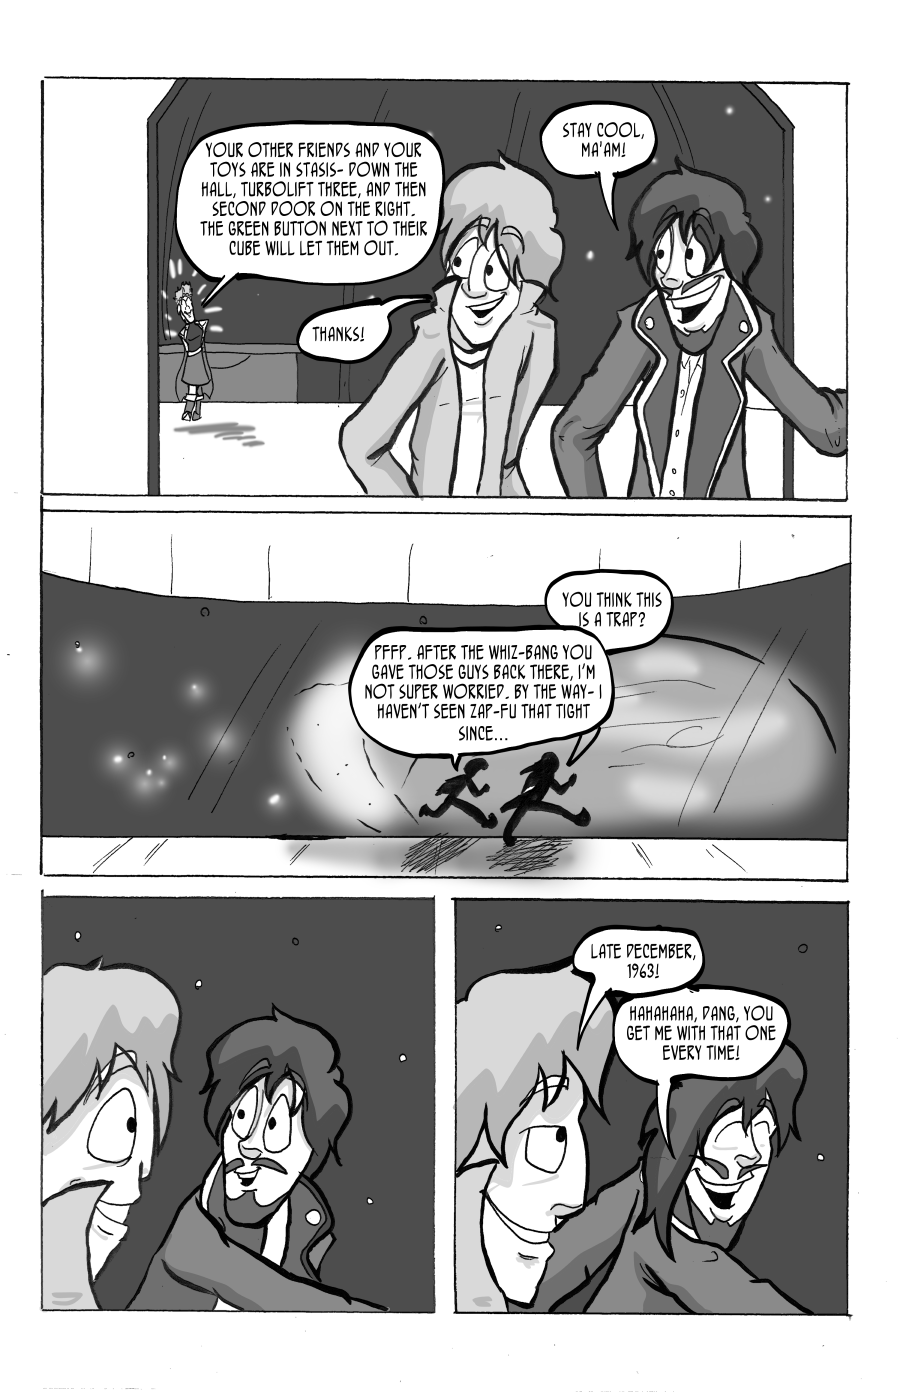 YOUR OTHER FRIENDS AND YOUR
TOYS ARE IN STASIS- DOWN THE
HALL, TURBOLIFT THREE, AND THEN
SECOND DOOR ON THE RIGHT.
THE GREEN BUTTON NEXT TO THEIR
CUBE WILL LET THEM OUT.
THANKS!
STAY COOL,
MA'AM!
YOU THINK THIS
IS A TRAP?
PFFP. AFTER THE WHIZ-BANG YOU
GAVE THOSE GUYS BACK THERE, I'M
NOT SUPER WORRIED. BY THE WAY- I
HAVEN'T SEEN ZAP-FU THAT TIGHT
SINCE...
LATE DECEMBER,
1963!
HAHAHAHA, DANG, YOU
GET ME WITH THAT ONE
EVERY TIME!